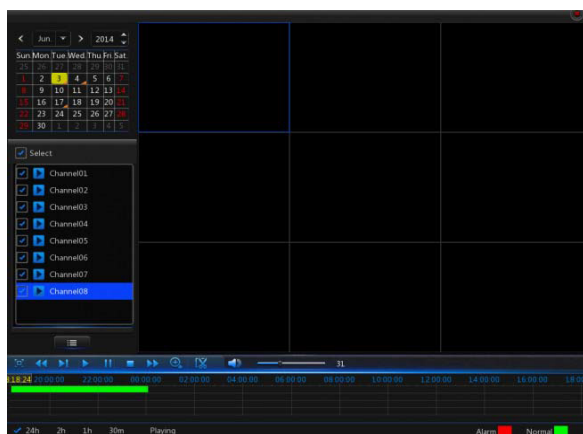 < Jun > 2014
Sun Mon Tue Wed Thu Fri Sat
25 26 27 28 29 30 31
1 2 3 4 5 6 7
8 9 10 11 12 13 14
15 16 17 18 19 20 21
22 23 24 25 26 27 28
29 30 1 2 3 4 5
Select
Channel01
Channel02
Channel03
Channel04
Channel05
Channel06
Channel07
Channel08
31
18:24 20:00:00 22:00:00 00:00:00 02:00:00 04:00:00 06:00:00 08:00:00 10:00:00 12:00:00 14:00:00 16:00:00 18:0
24h 2h 1h 30m Playing Alarm Normal